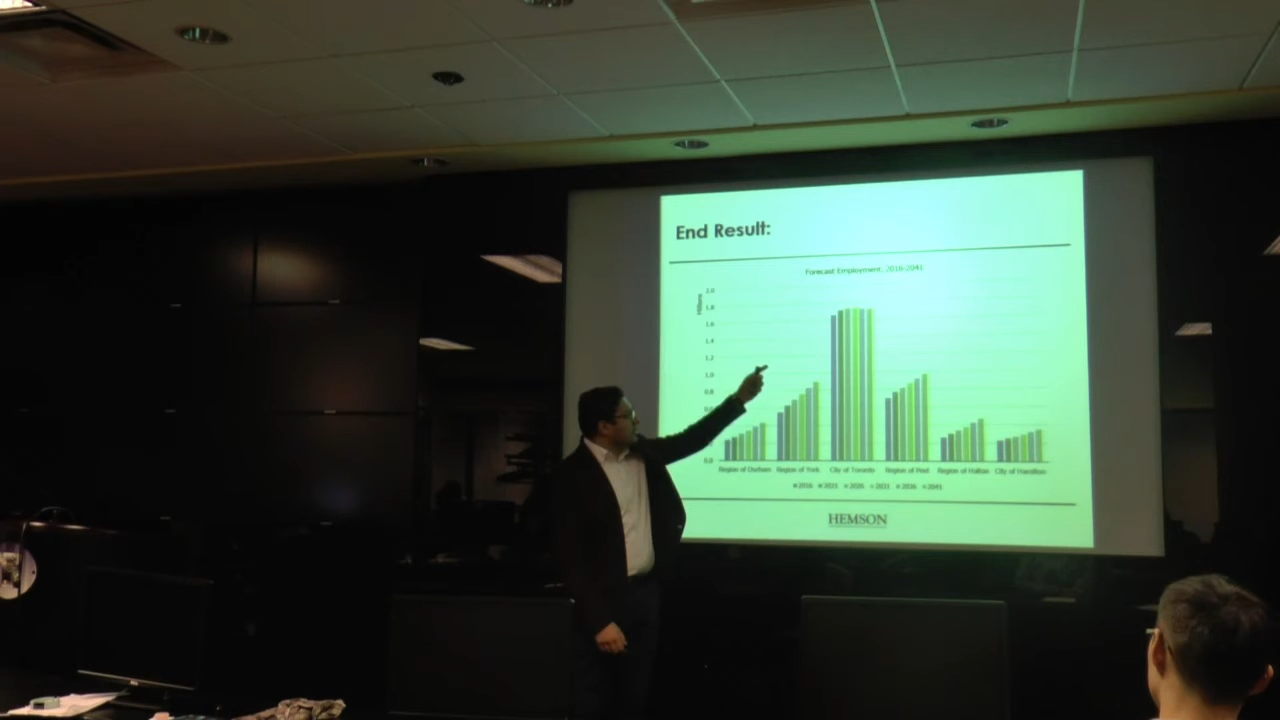 End Result:
Forecast Employment, 2016-2041
Millions
2.0
1.8
1.6
1.4
1.2
1.0
0.8
0.6
0.0
Region of Durham Region of York City of Toronto Region of Peel Region of Halton City of Hamilton
2016 2021 2026 2031 2036 2041
HEMSON